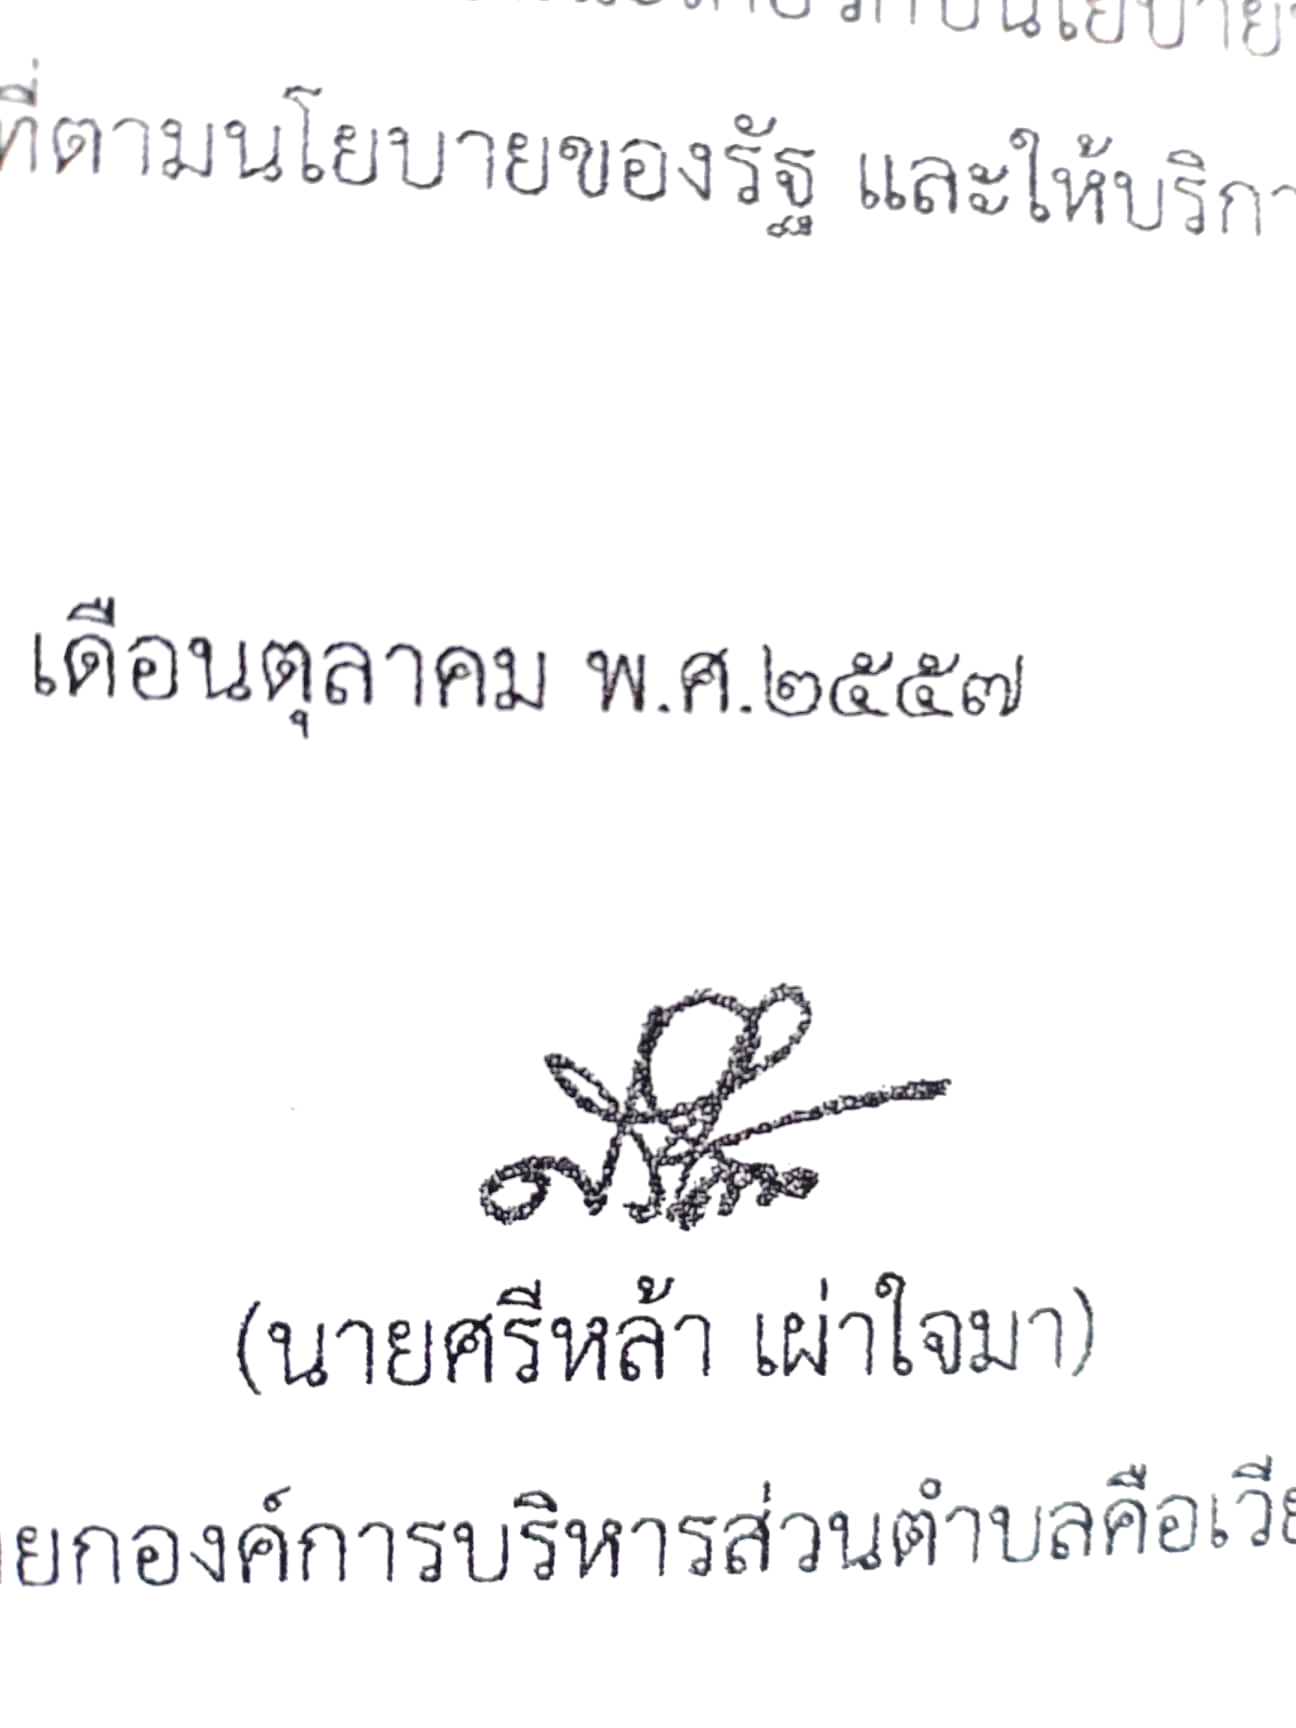 ที่ตามนโยบายของรัฐ และให้บริกา
เดือนตุลาคม พ.ศ.๒๕๕๗
(นายศรีหล้า เผ่าใจมา)
ยกองค์การบริหารส่วนตำบลคือเวีย